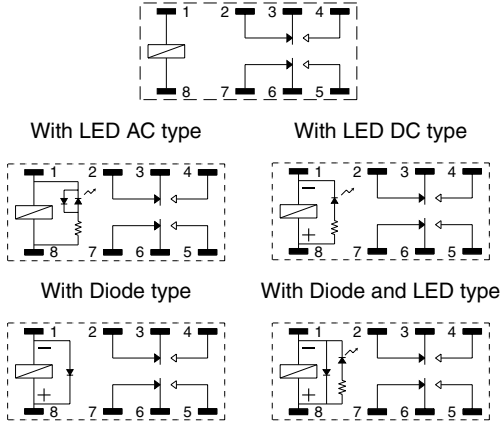 1 2 3 4
8 7 6 5
With LED AC type With LED DC type
1 2 3 4 1 2 3 4
− −
+
8 7 6 5 8 7 6 5
With Diode type With Diode and LED type
1 2 3 4 1 2 3 4
− −
+ +
8 7 6 5 8 7 6 5